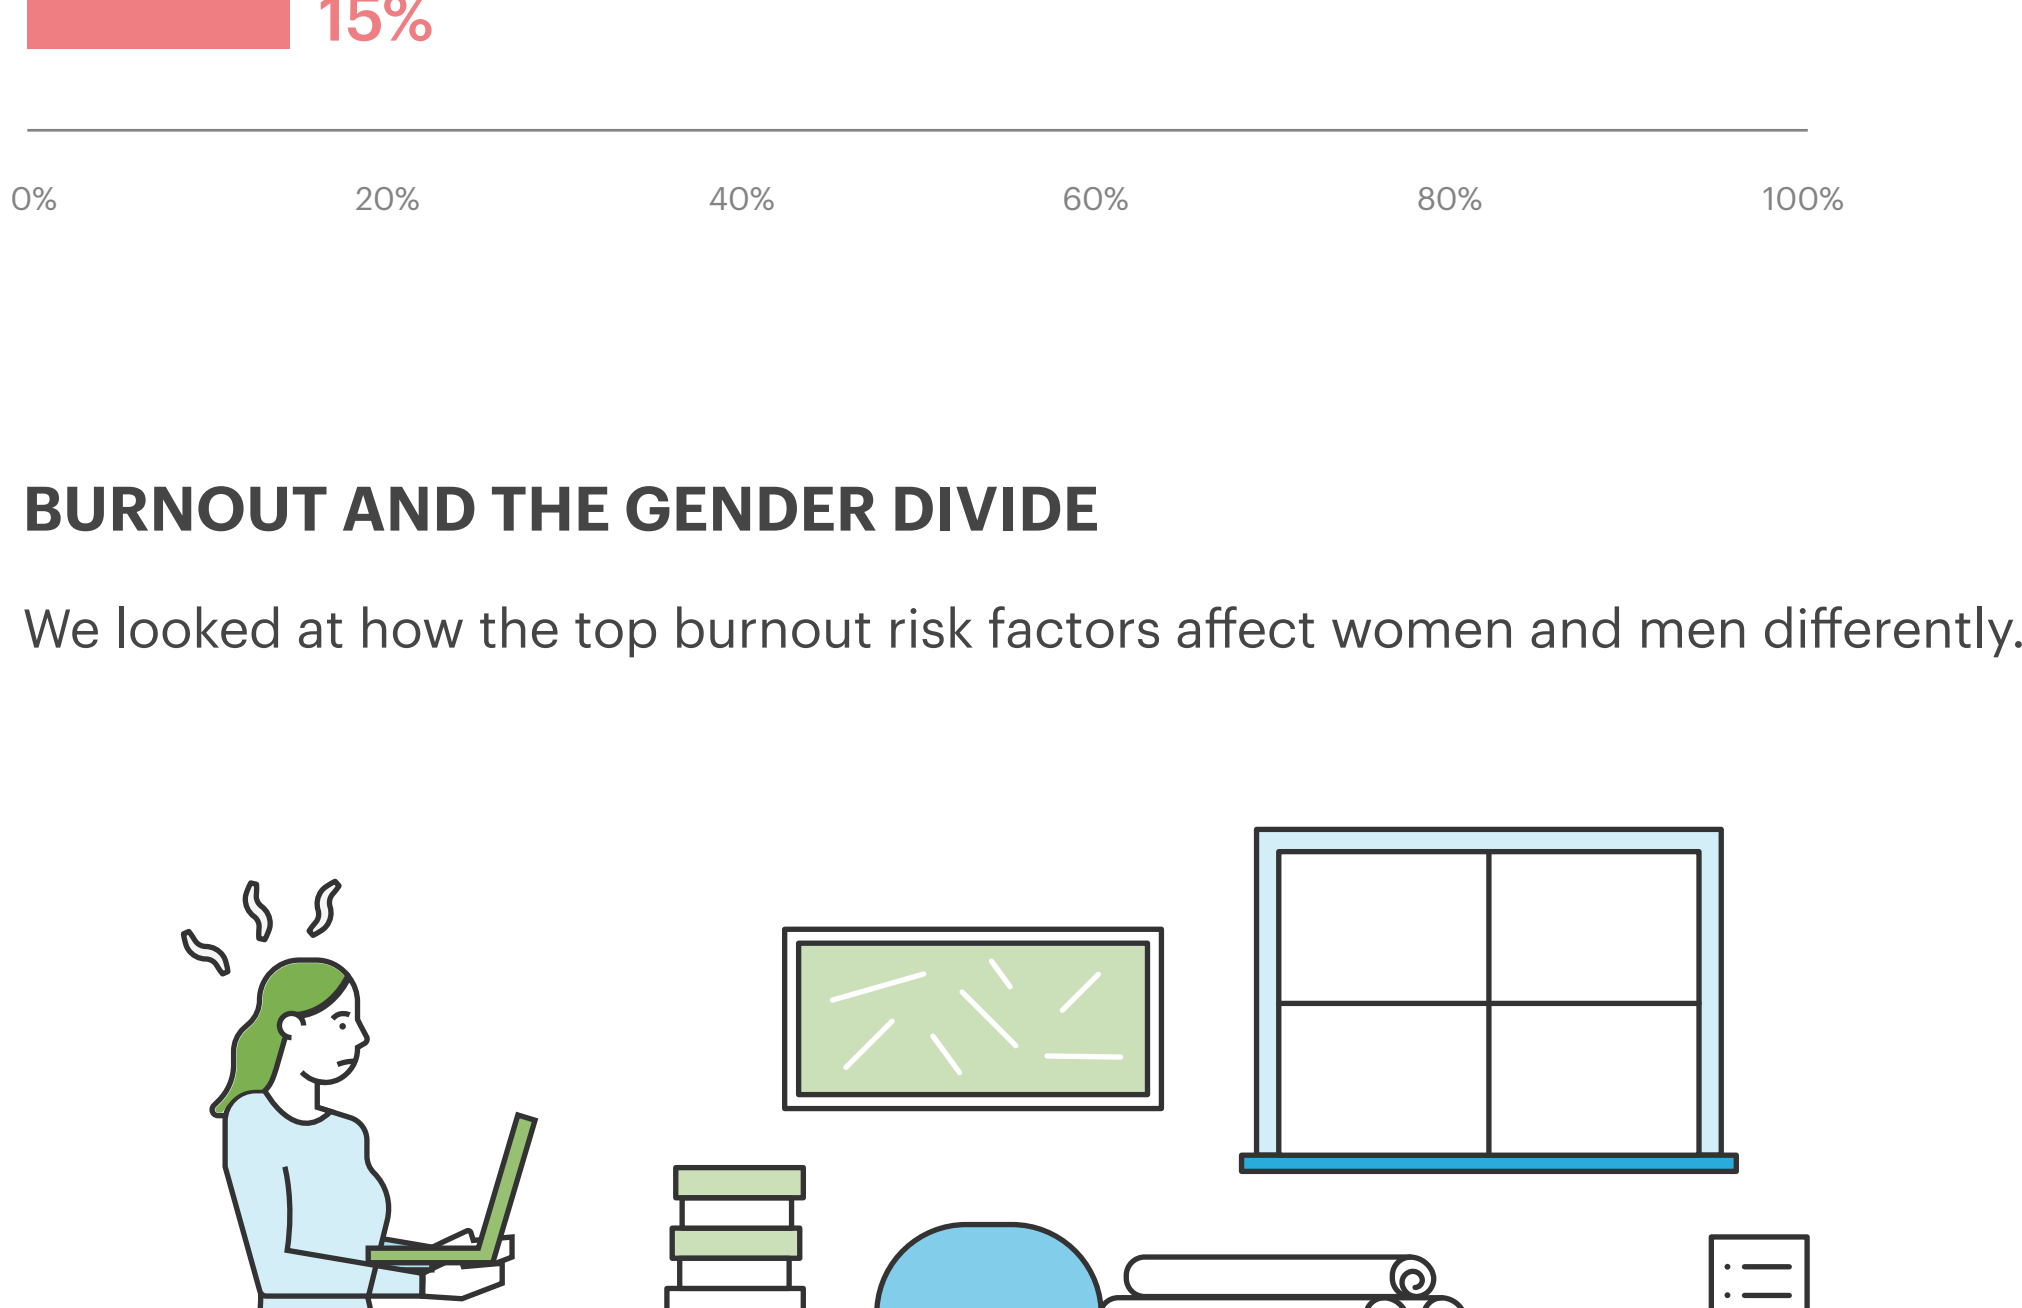 15%
0% 20% 40% 60% 80% 100%
BURNOUT AND THE GENDER DIVIDE
We looked at how the top burnout risk factors affect women and men differently.